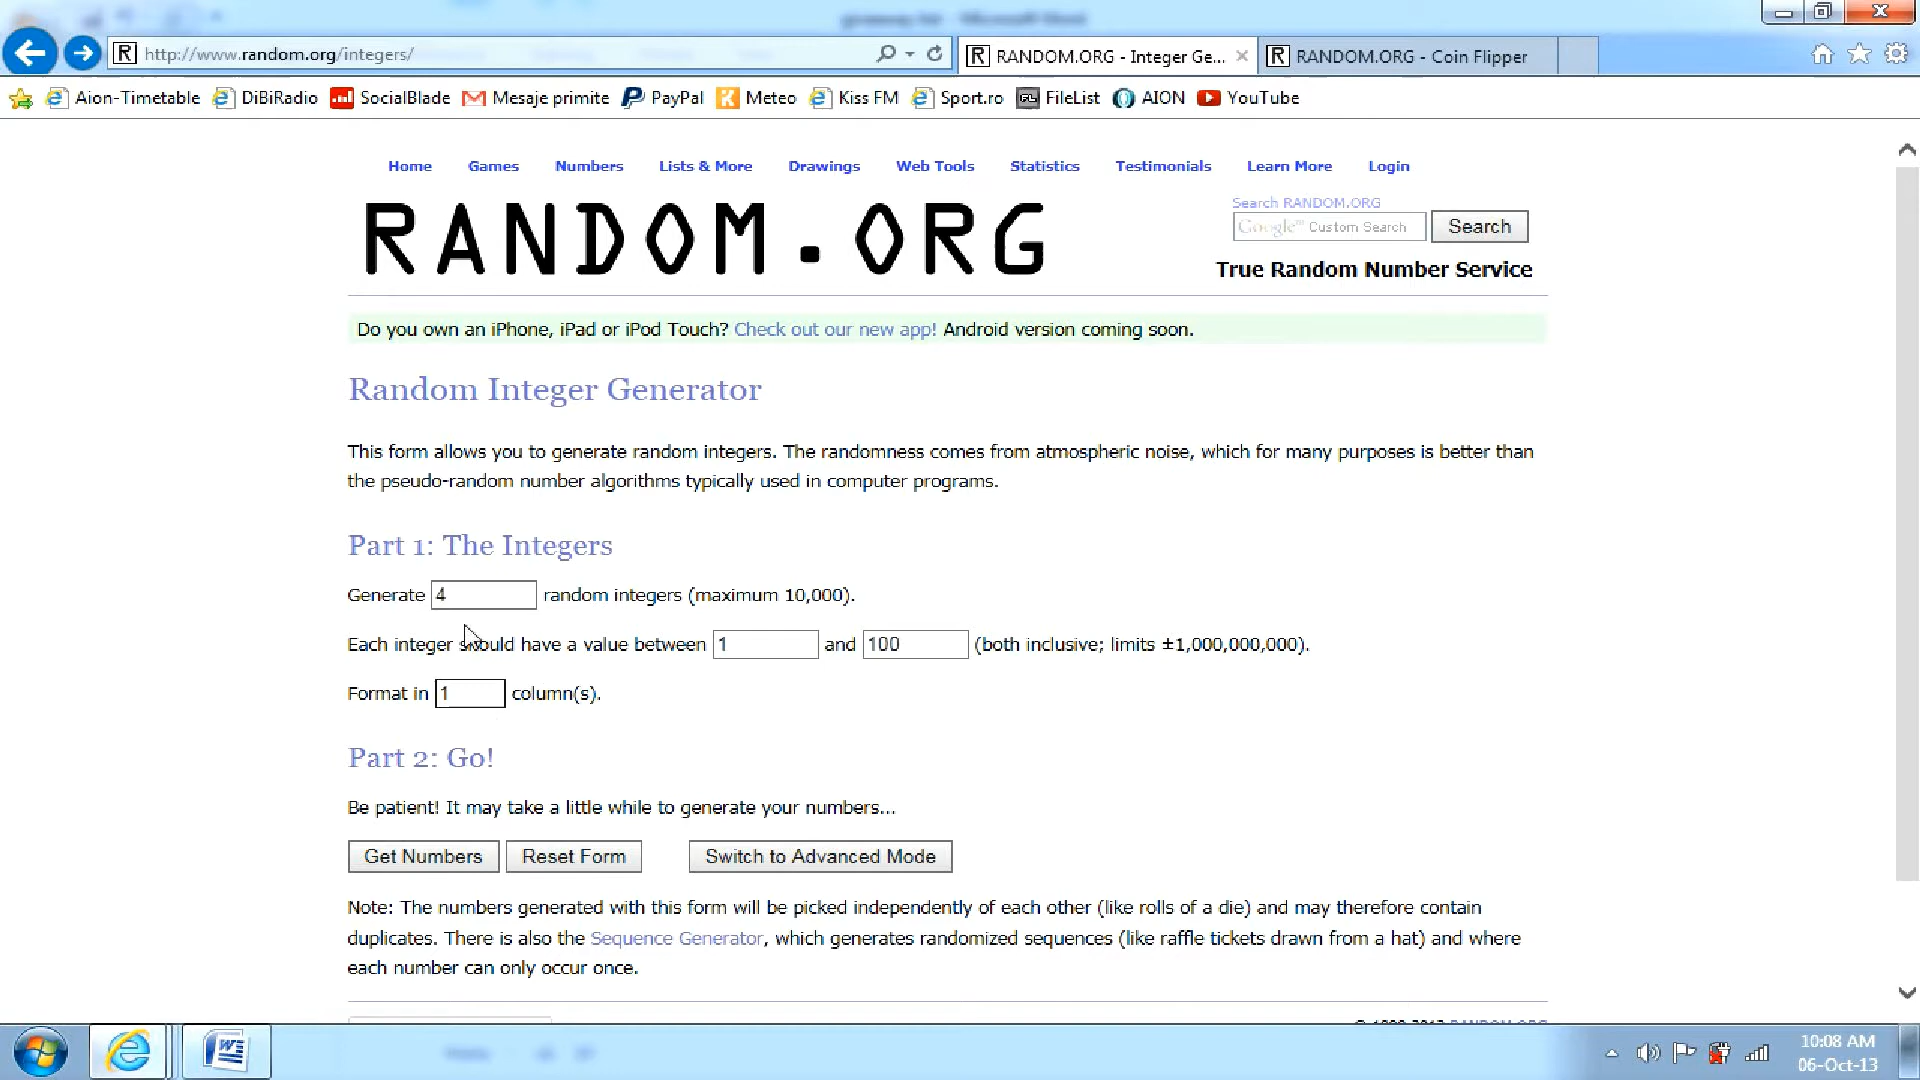 http://www.random.org/integers/
RANDOM.ORG - Integer Ge...
RANDOM.ORG - Coin Flipper
Aion-Timetable
DiBiRadio
SocialBlade
Mesaje primite
PayPal
Meteo
Kiss FM
Sport.ro
FileList
AION
YouTube
Home Games Numbers Lists & More Drawings Web Tools Statistics Testimonials Learn More Login
RANDOM.ORG
Search RANDOM.ORG
Google™ Custom Search
Search
True Random Number Service
Do you own an iPhone, iPad or iPod Touch? Check out our new app! Android version coming soon.
Random Integer Generator
This form allows you to generate random integers. The randomness comes from atmospheric noise, which for many purposes is better than
the pseudo-random number algorithms typically used in computer programs.
Part 1: The Integers
Generate 4 random integers (maximum 10,000).
Each integer should have a value between 1 and 100 (both inclusive; limits ±1,000,000,000).
Format in 1 column(s).
Part 2: Go!
Be patient! It may take a little while to generate your numbers...
Get Numbers Reset Form Switch to Advanced Mode
Note: The numbers generated with this form will be picked independently of each other (like rolls of a die) and may therefore contain
duplicates. There is also the Sequence Generator, which generates randomized sequences (like raffle tickets drawn from a hat) and where
each number can only occur once.
10:08 AM
06-Oct-13